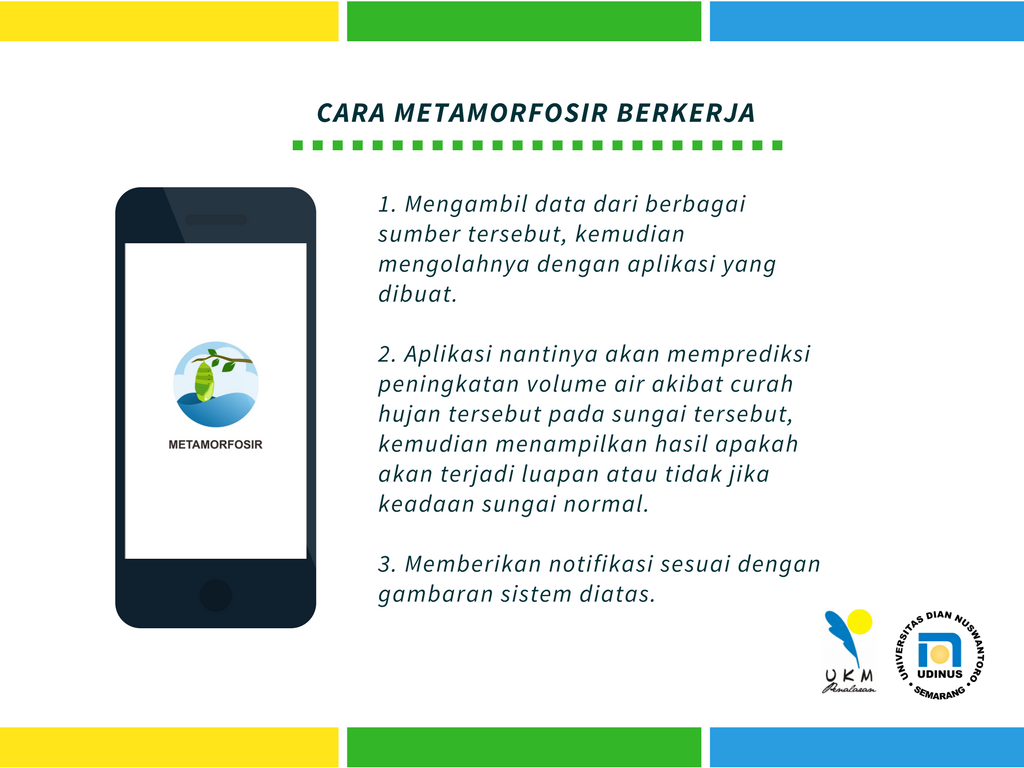 CARA METAMORFOSIR BERKERJA
1. Mengambil data dari berbagai
sumber tersebut, kemudian
mengolahnya dengan aplikasi yang
dibuat.
2. Aplikasi nantinya akan memprediksi
peningkatan volume air akibat curah
hujan tersebut pada sungai tersebut,
kemudian menampilkan hasil apakah
akan terjadi luapan atau tidak jika
keadaan sungai normal.
3. Memberikan notifikasi sesuai dengan
gambaran sistem diatas.
METAMORFOSIR
UKM
Penalaran
UNIVERSITAS DIAN NUSWANTORO
UDINUS
• SEMARANG •